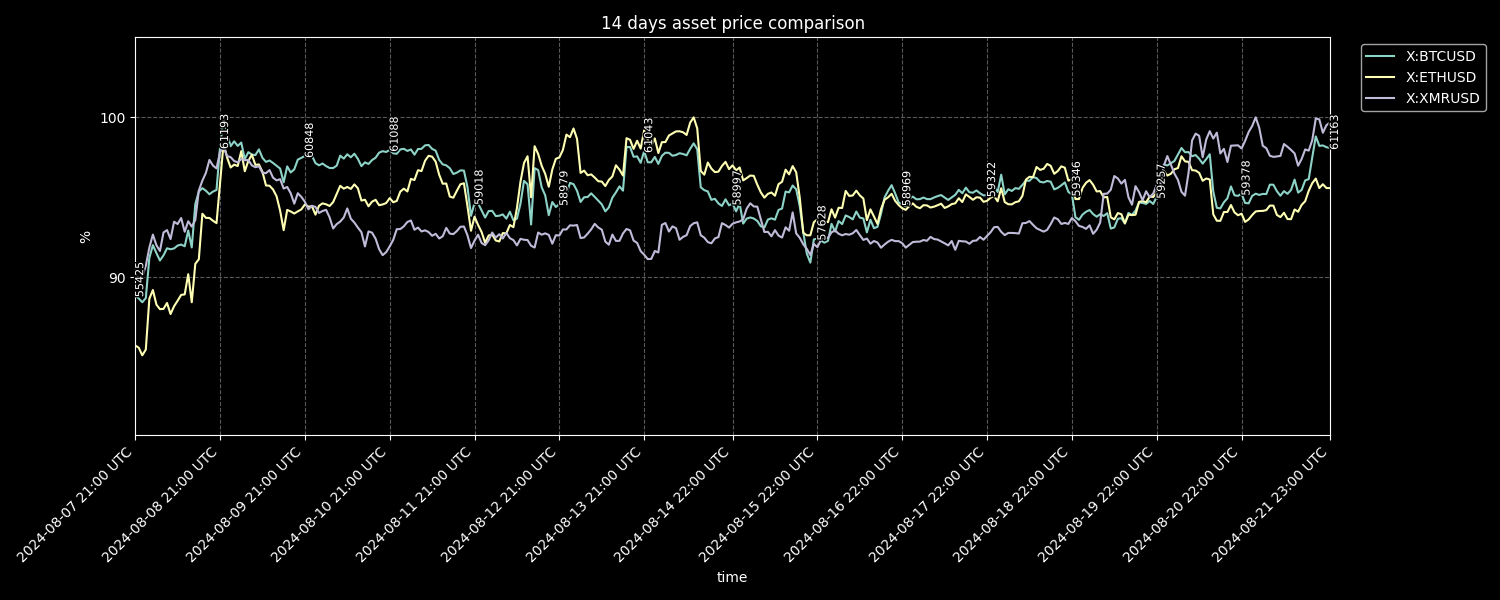 14 days asset price comparison
X:BTCUSD
X:ETHUSD
X:XMRUSD
100
90
%
55425
61193
60848
61088
59018
58979
61043
58997
57628
58969
59322
59346
59257
59378
61163
2024-08-07 21:00 UTC
2024-08-08 21:00 UTC
2024-08-09 21:00 UTC
2024-08-10 21:00 UTC
2024-08-11 21:00 UTC
2024-08-12 21:00 UTC
2024-08-13 21:00 UTC
2024-08-14 22:00 UTC
2024-08-15 22:00 UTC
2024-08-16 22:00 UTC
2024-08-17 22:00 UTC
2024-08-18 22:00 UTC
2024-08-19 22:00 UTC
2024-08-20 22:00 UTC
2024-08-21 23:00 UTC
time